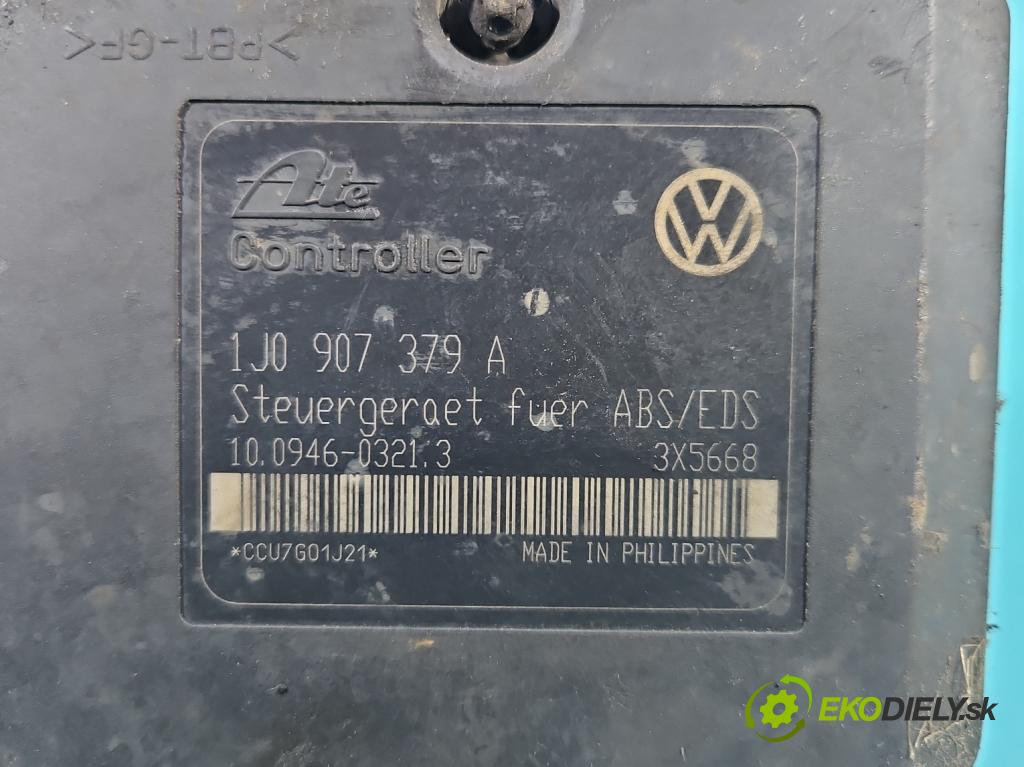 >PBT-GF<
Ate
Controller
1J0 907 379 A
Steuergeraet fuer ABS/EDS
10.0946-0321.3 3X5668
*CCU7G01J21*
MADE IN PHILIPPINES
EKODIELY.sk